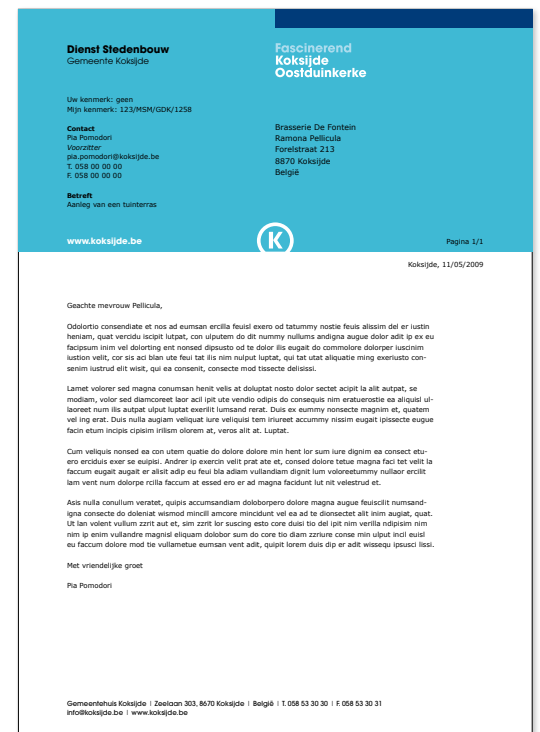 Dienst Stedenbouw
Gemeente Koksijde
Fascinerend
Koksijde
Oostduinkerke
Uw kenmerk: geen
Mijn kenmerk: 123/MSM/GDK/1258
Contact
Pia Pomodori
Voorzitter
pia.pomodori@koksijde.be
T. 058 00 00 00
F. 058 00 00 00
Betreft
Aanleg van een tuinterras
Brasserie De Fontein
Ramona Pellicula
Forelstraat 213
8870 Koksijde
België
www.koksijde.be
K
Pagina 1/1
Koksijde, 11/05/2009
Geachte mevrouw Pellicula,
Odolortio consendiate et nos ad eumsan ercilla feuisl exero od tatummy nostie feuis alissim del er iustin
heniam, quat vercidu iscipit lutpat, con ulputem do dit nummy nullums andigna augue dolor adit ip ex eu
facipsum inim vel dolorting ent nonsed dipsusto od te dolor ilis eugait do commolore dolorper iuscinim
iustion velit, cor sis aci blan ute feui tat ilis nim nulput luptat, qui tat utat aliquatie ming exeriusto con-
senim iustrud elit wisit, qui ea consenit, consecte mod tissecte delisissi.
Lamet volorer sed magna conumsan henit velis at doluptat nosto dolor sectet acipit la alit autpat, se
modiam, volor sed diamcoreet laor acil ipit ute vendio odipis do consequis nim eratuerostie ea aliquisi ul-
laoreet num ilis autpat ulput luptat exerilit lumsand rerat. Duis ex eummy nonsecte magnim et, quatem
vel ing erat. Duis nulla augiam veliquat iure veliquisi tem iriureet accummy nissim eugait ipissecte eugue
facin etum incipis cipisim irilism olorem at, veros alit at. Luptat.
Cum veliquis nonsed ea con utem quatie do dolore dolore min hent lor sum iure dignim ea consect etu-
ero erciduis exer se euipisi. Andrer ip exercin velit prat ate et, consed dolore tetue magna faci tet velit la
faccum eugait augait er alisit adip eu feui bla adiam vullandiam dignit lum voloreetummy nullaor ercilit
lam vent num dolorpe rcilla faccum at essed ero er ad magna facidunt lut nit velestrud et.
Asis nulla conullum veratet, quipis accumsandiam doloborpero dolore magna augue feuiscilit numsand-
igna consecte do doleniat wismod mincill amcore mincidunt vel ea ad te dionsectet alit inim augiat, quat.
Ut lan volent vullum zzrit aut et, sim zzrit lor suscing esto core duisi tio del ipit nim verilla ndipisim nim
nim ip enim vullandre magnisl eliquam dolobor sum do core tio diam zzriure conse min ulput incil euisl
eu faccum dolore mod tie vullametue eumsan vent adit, quipit lorem duis dip er adit wissequ ipsusci lissi.
Met vriendelijke groet
Pia Pomodori
Gemeentehuis Koksijde | Zeelaan 303, 8670 Koksijde | België | T. 058 53 30 30 | F. 058 53 30 31
info@koksijde.be | www.koksijde.be